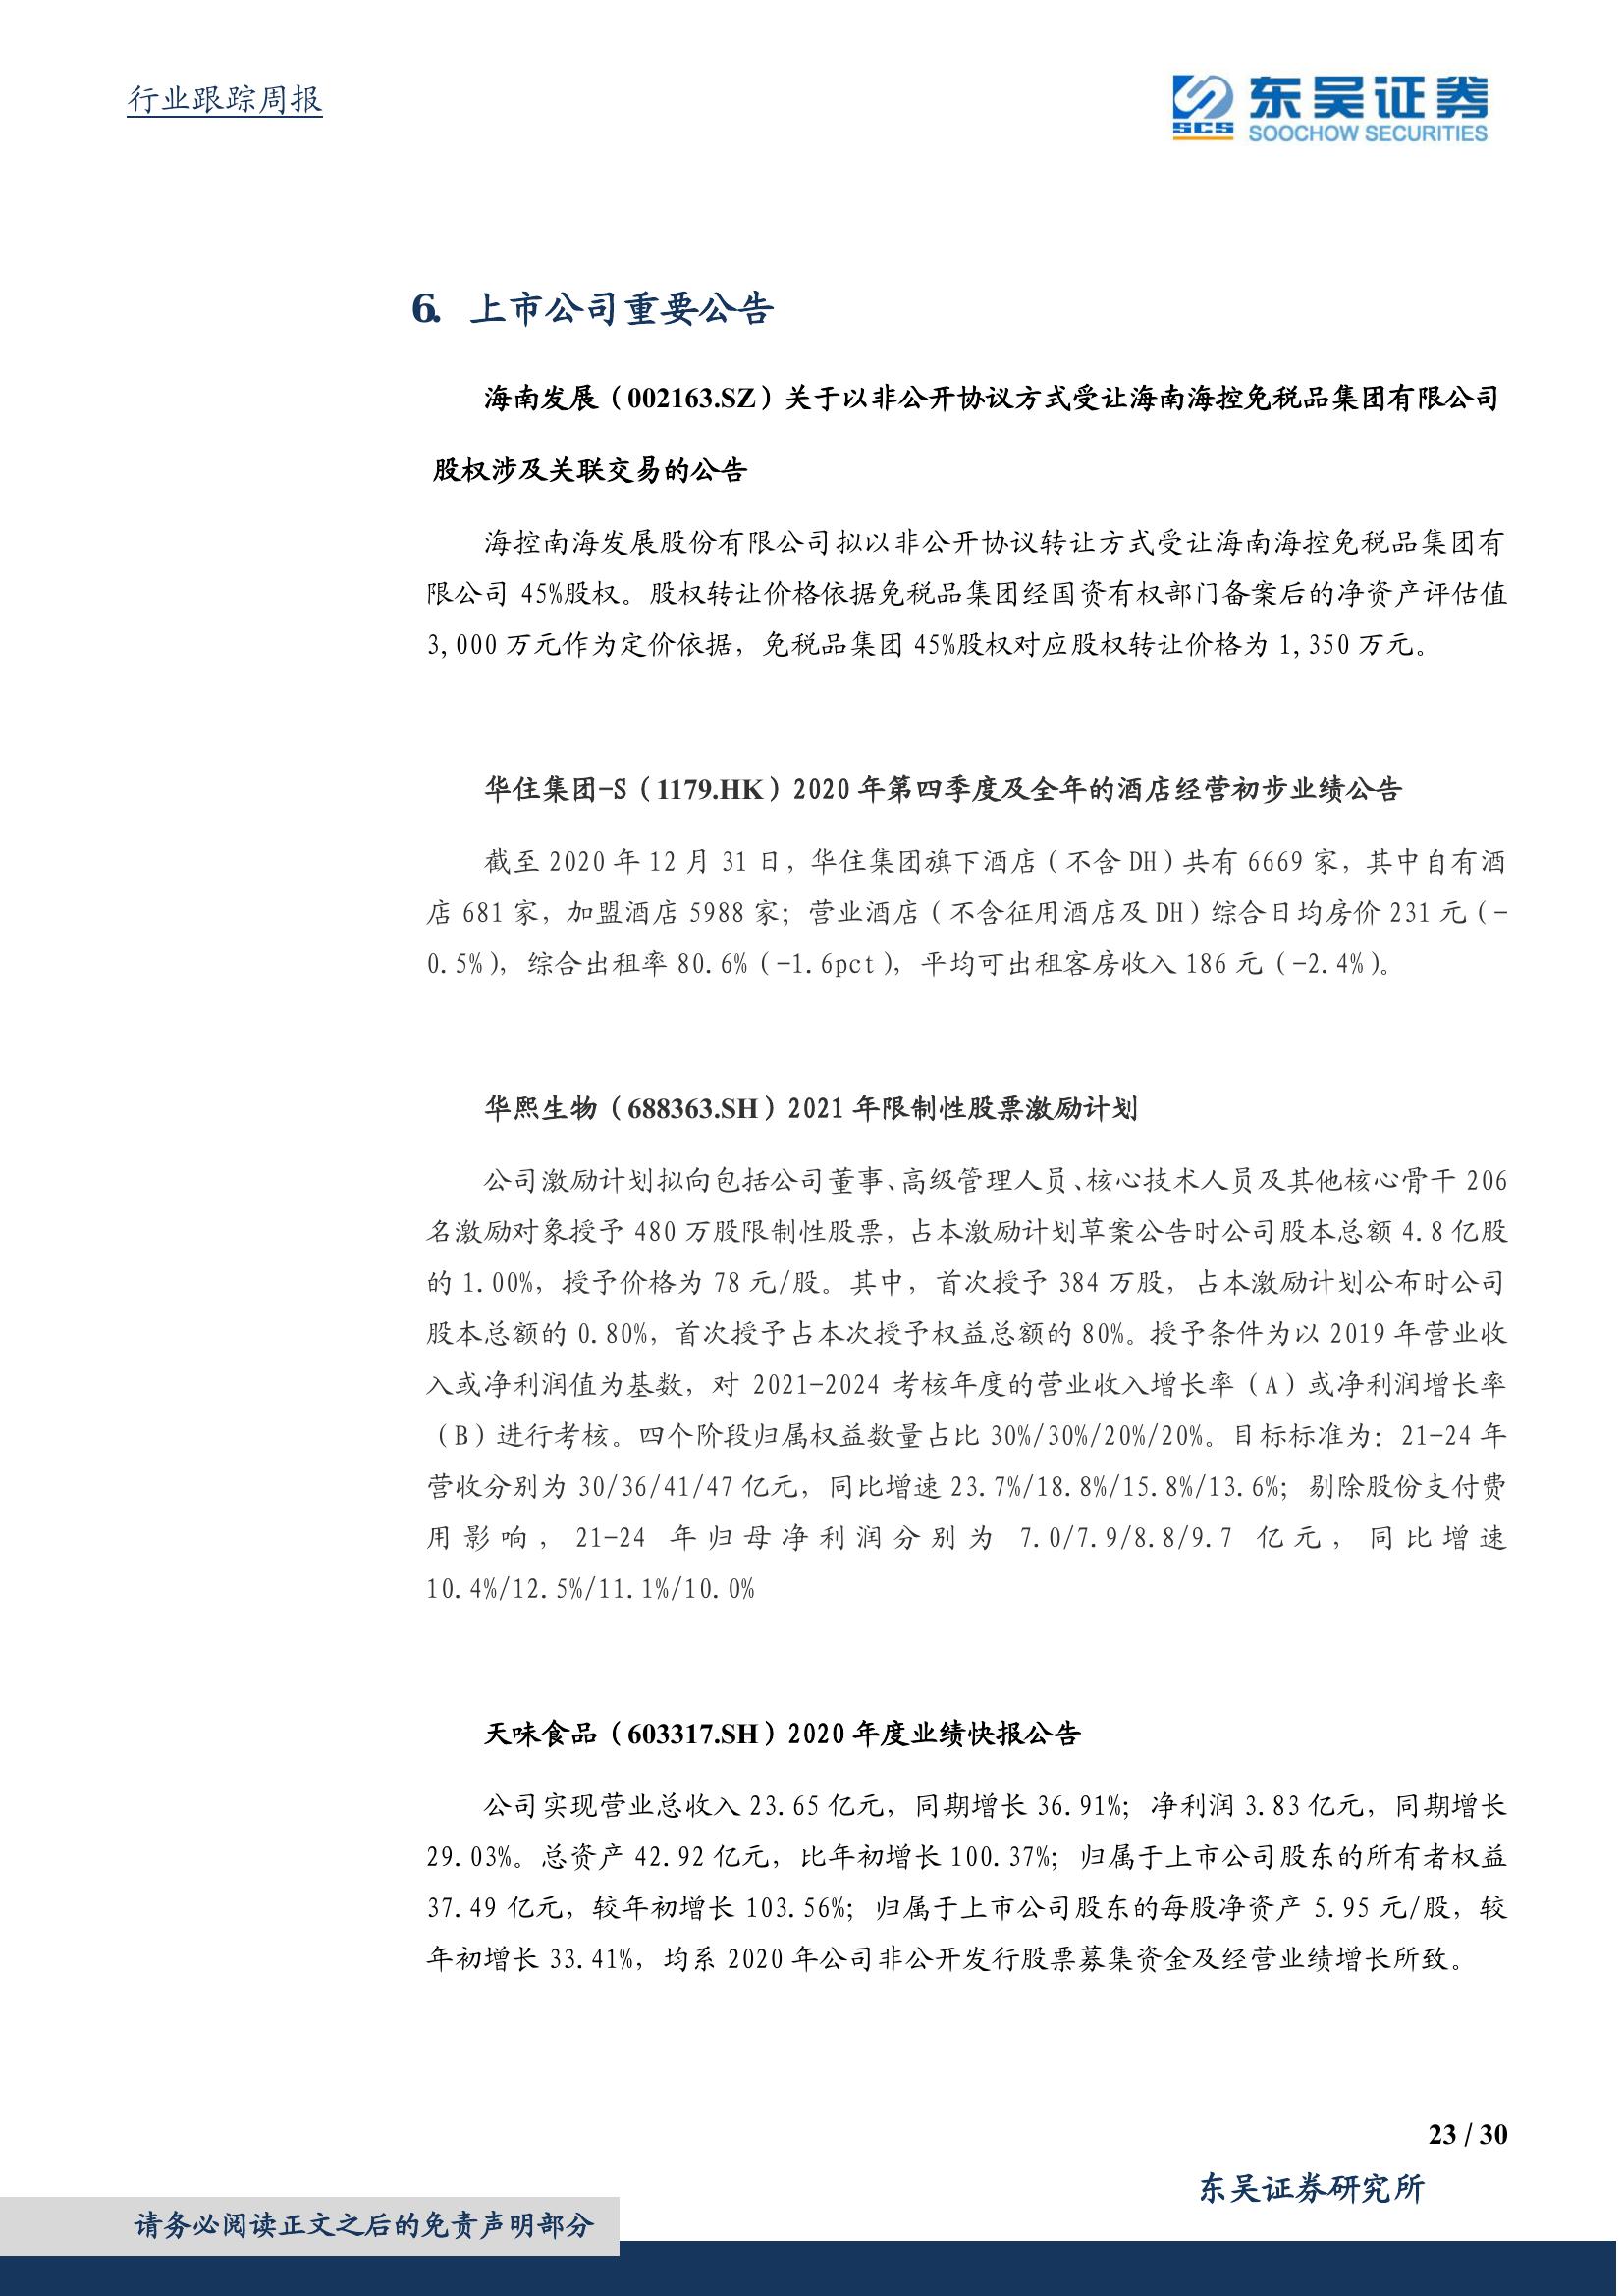 行业跟踪周报
SCS
东吴证券
SOOCHOW SECURITIES
6. 上市公司重要公告
海南发展（002163.SZ）关于以非公开协议方式受让海南海控免税品集团有限公司
股权涉及关联交易的公告
海控南海发展股份有限公司拟以非公开协议转让方式受让海南海控免税品集团有
限公司 45%股权。股权转让价格依据免税品集团经国资有权部门备案后的净资产评估值
3,000 万元作为定价依据，免税品集团 45%股权对应股权转让价格为 1,350 万元。
华住集团-S（1179.HK）2020 年第四季度及全年的酒店经营初步业绩公告
截至 2020 年 12 月 31 日，华住集团旗下酒店（不含 DH）共有 6669 家，其中自有酒
店 681 家，加盟酒店 5988 家；营业酒店（不含征用酒店及 DH）综合日均房价 231 元（-
0.5%），综合出租率 80.6%（-1.6pct），平均可出租客房收入 186 元（-2.4%）。
华熙生物（688363.SH）2021 年限制性股票激励计划
公司激励计划拟向包括公司董事、高级管理人员、核心技术人员及其他核心骨干 206
名激励对象授予 480 万股限制性股票，占本激励计划草案公告时公司股本总额 4.8 亿股
的 1.00%，授予价格为 78 元/股。其中，首次授予 384 万股，占本激励计划公布时公司
股本总额的 0.80%，首次授予占本次授予权益总额的 80%。授予条件为以 2019 年营业收
入或净利润值为基数，对 2021-2024 考核年度的营业收入增长率（A）或净利润增长率
（B）进行考核。四个阶段归属权益数量占比 30%/30%/20%/20%。目标标准为：21-24 年
营收分别为 30/36/41/47 亿元，同比增速 23.7%/18.8%/15.8%/13.6%；剔除股份支付费
用影响，21-24 年归母净利润分别为 7.0/7.9/8.8/9.7 亿元，同比增速
10.4%/12.5%/11.1%/10.0%
天味食品（603317.SH）2020 年度业绩快报公告
公司实现营业总收入 23.65 亿元，同期增长 36.91%；净利润 3.83 亿元，同期增长
29.03%。总资产 42.92 亿元，比年初增长 100.37%；归属于上市公司股东的所有者权益
37.49 亿元，较年初增长 103.56%；归属于上市公司股东的每股净资产 5.95 元/股，较
年初增长 33.41%，均系 2020 年公司非公开发行股票募集资金及经营业绩增长所致。
23 / 30
东吴证券研究所
请务必阅读正文之后的免责声明部分